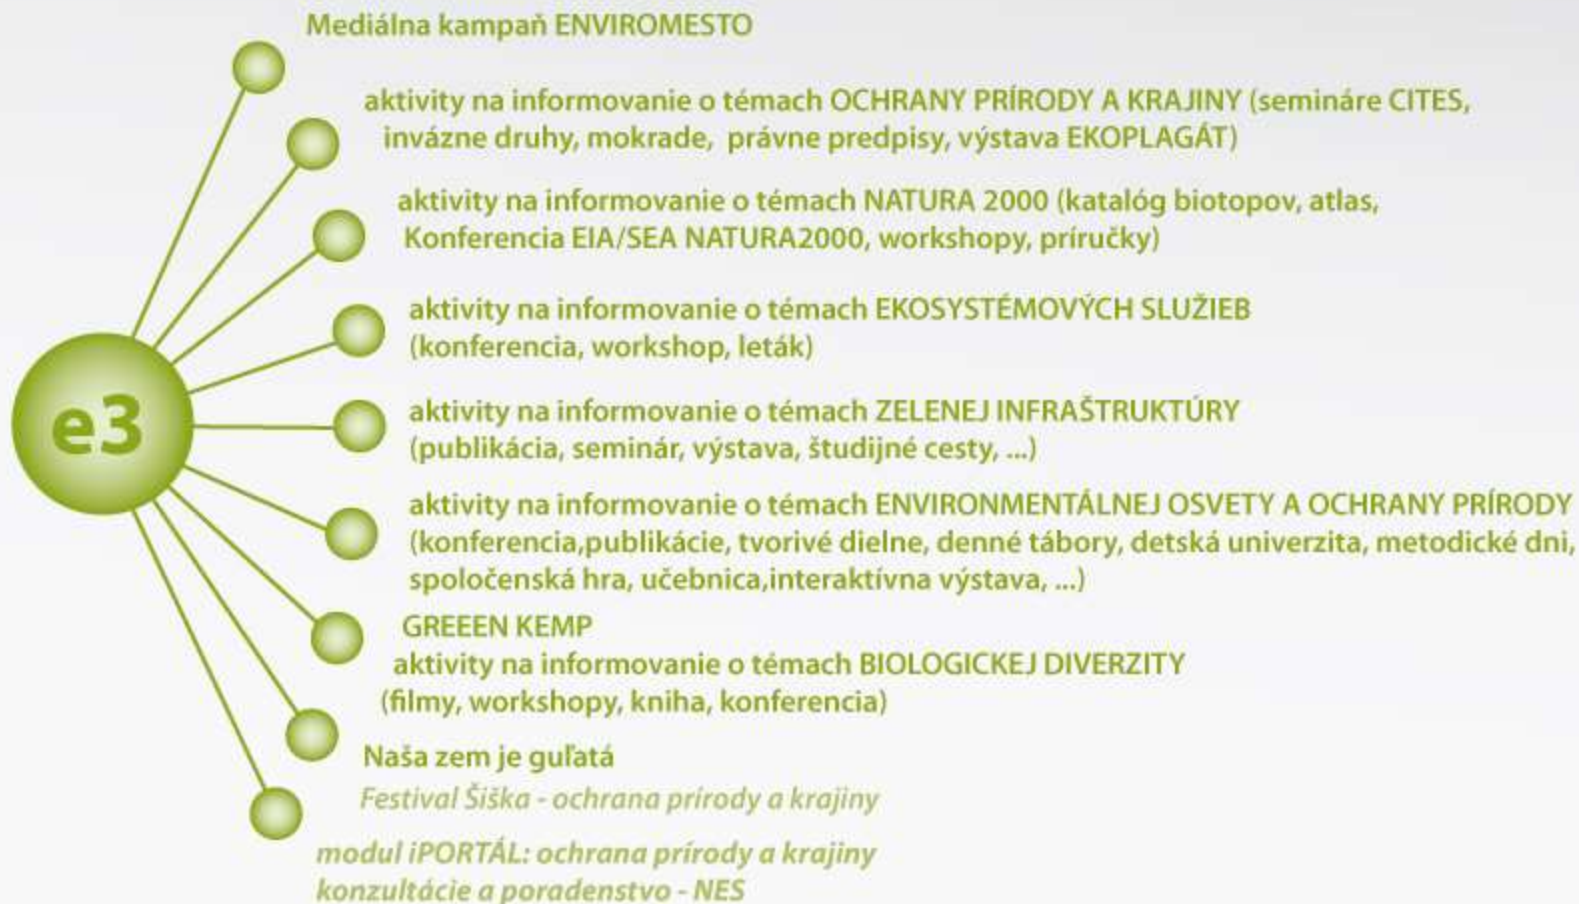 Mediálna kampaň ENVIROMESTO
aktivity na informovanie o témach OCHRANY PRÍRODY A KRAJINY (semináre CITES,
invázne druhy, mokrade, právne predpisy, výstava EKOPLAGÁT)
aktivity na informovanie o témach NATURA 2000 (katalóg biotopov, atlas,
Konferencia EIA/SEA NATURA2000, workshopy, príručky)
aktivity na informovanie o témach EKOSYSTÉMOVÝCH SLUŽIEB
(konferencia, workshop, leták)
e3
aktivity na informovanie o témach ZELENEJ INFRAŠTRUKTÚRY
(publikácia, seminár, výstava, študijné cesty, ...)
aktivity na informovanie o témach ENVIRONMENTÁLNEJ OSVETY A OCHRANY PRÍRODY
(konferencia,publikácie, tvorivé dielne, denné tábory, detská univerzita, metodické dni,
spoločenská hra, učebnica,interaktívna výstava, ...)
GREEEN KEMP
aktivity na informovanie o témach BIOLOGICKEJ DIVERZITY
(filmy, workshopy, kniha, konferencia)
Naša zem je guľatá
Festival Šiška - ochrana prírody a krajiny
modul iPORTÁL: ochrana prírody a krajiny
konzultácie a poradenstvo - NES